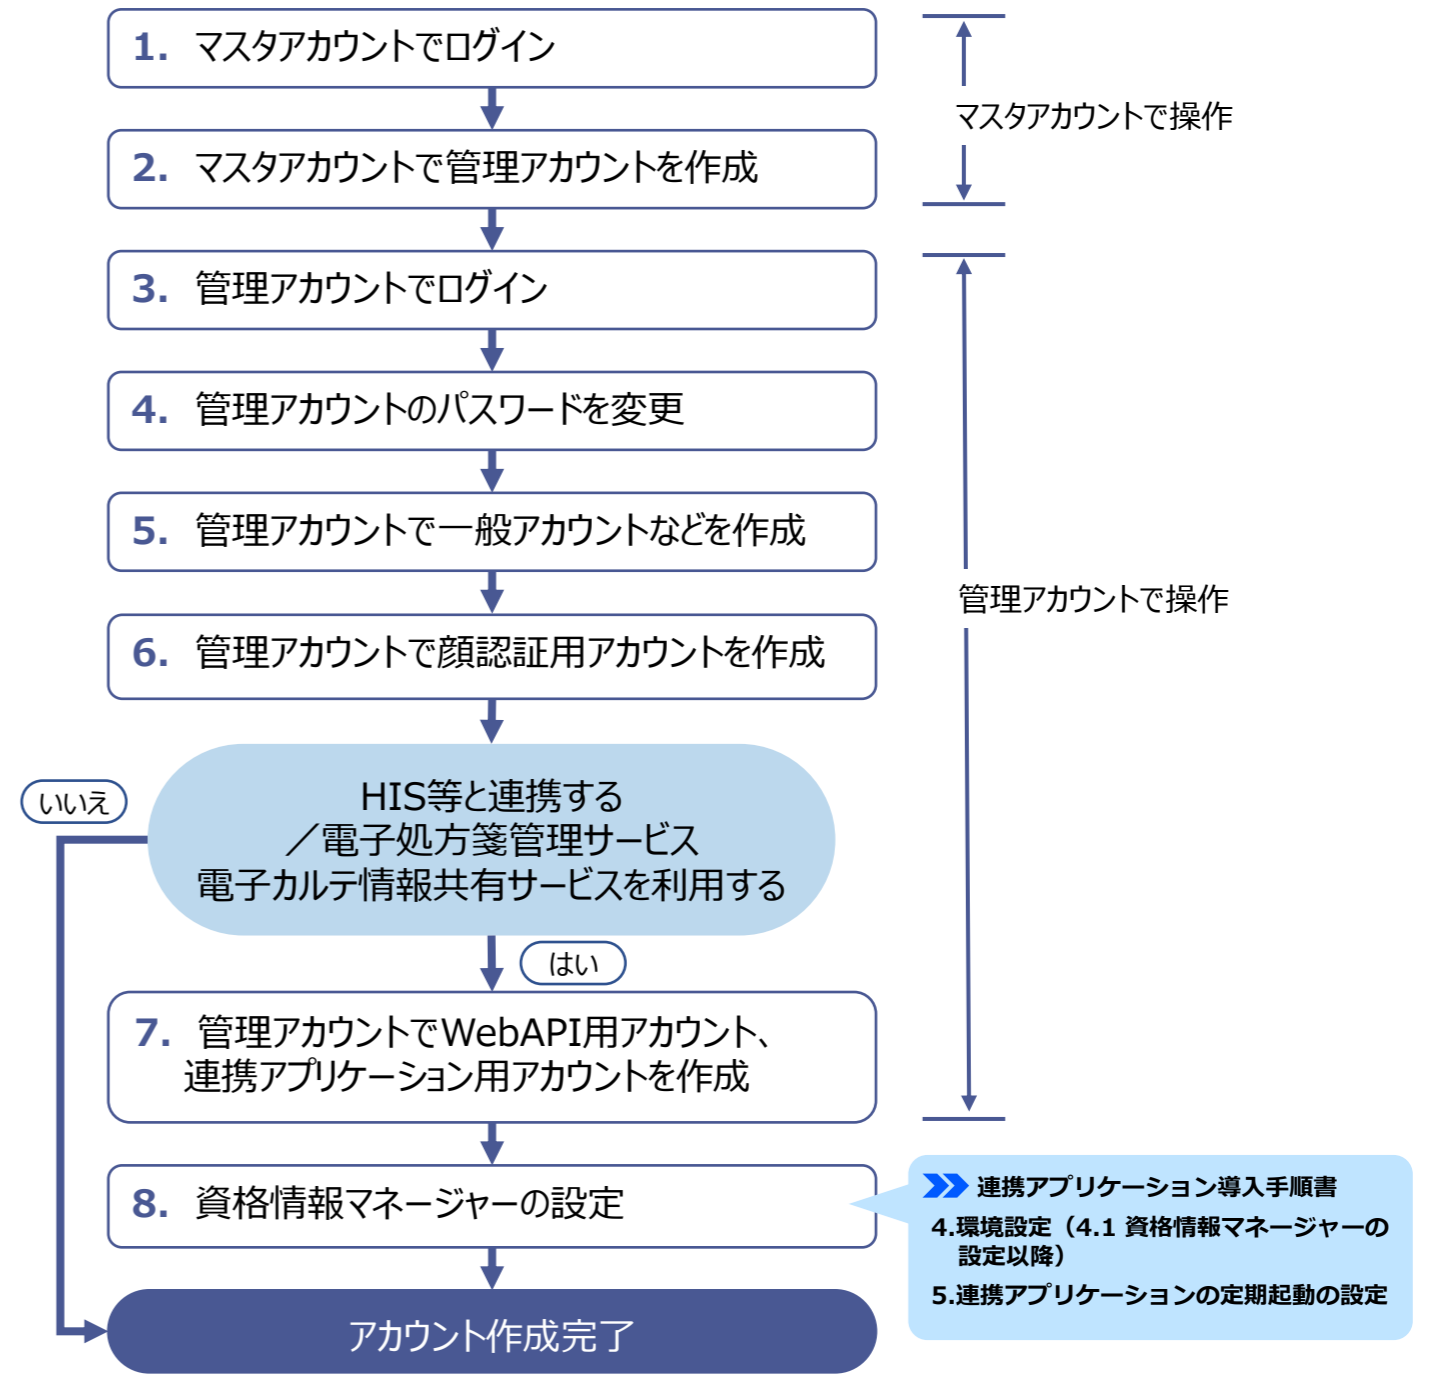 1. マスタアカウントでログイン
マスタアカウントで操作
2. マスタアカウントで管理アカウントを作成
3. 管理アカウントでログイン
4. 管理アカウントのパスワードを変更
5. 管理アカウントで一般アカウントなどを作成
管理アカウントで操作
6. 管理アカウントで顔認証用アカウントを作成
いいえ
HIS等と連携する
／電子処方箋管理サービス
電子カルテ情報共有サービスを利用する
はい
7. 管理アカウントでWebAPI用アカウント、
連携アプリケーション用アカウントを作成
8. 資格情報マネージャーの設定
連携アプリケーション導入手順書
4.環境設定（4.1 資格情報マネージャーの
設定以降）
5.連携アプリケーションの定期起動の設定
アカウント作成完了